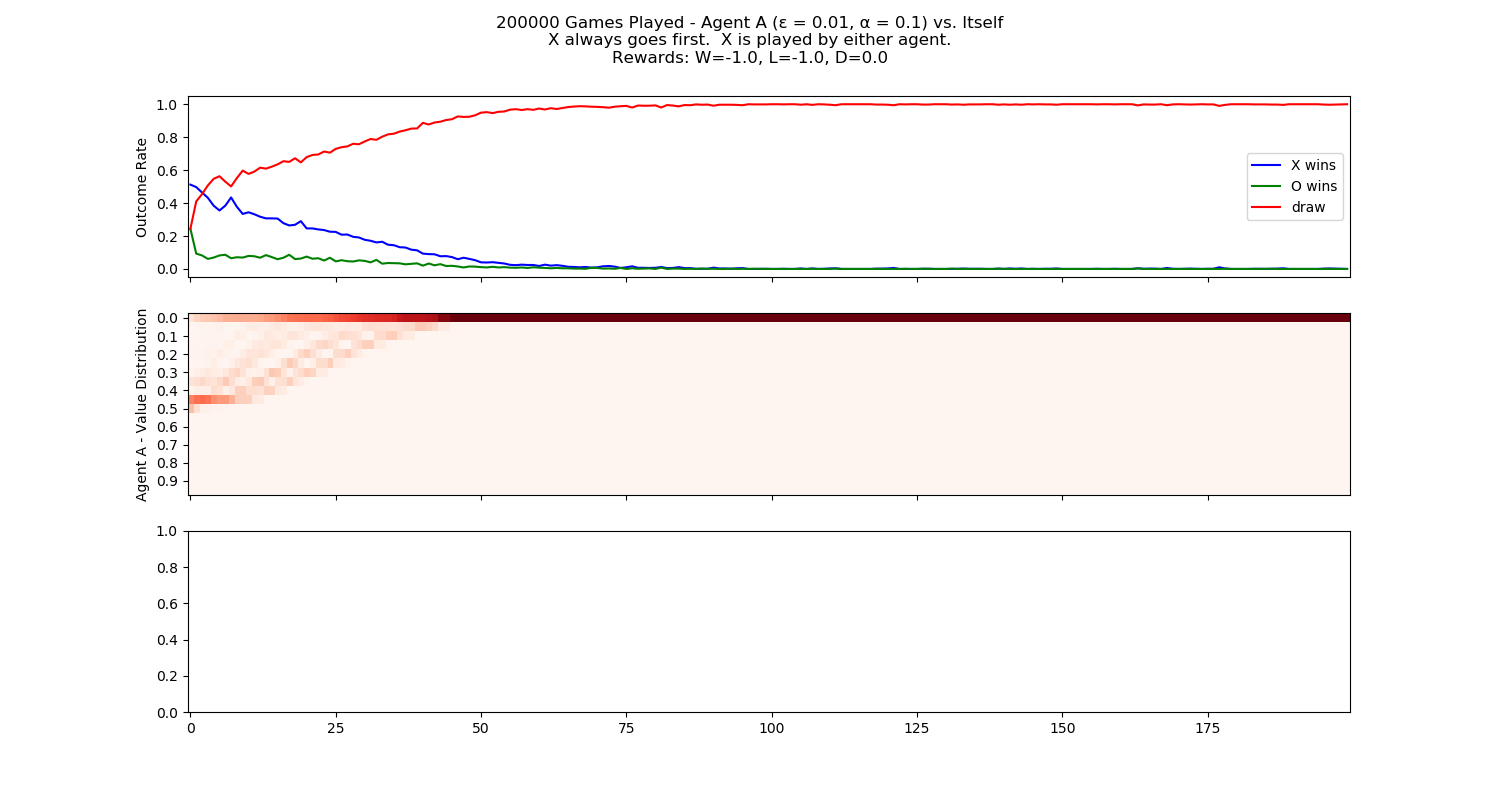 200000 Games Played - Agent A (ε = 0.01, α = 0.1) vs. Itself
X always goes first.  X is played by either agent.
Rewards: W=-1.0, L=-1.0, D=0.0
Outcome Rate
1.0
0.8
0.6
0.4
0.2
0.0
X wins
O wins
draw
Agent A - Value Distribution
0.0
0.1
0.2
0.3
0.4
0.5
0.6
0.7
0.8
0.9
1.0
0.8
0.6
0.4
0.2
0.0
0 25 50 75 100 125 150 175